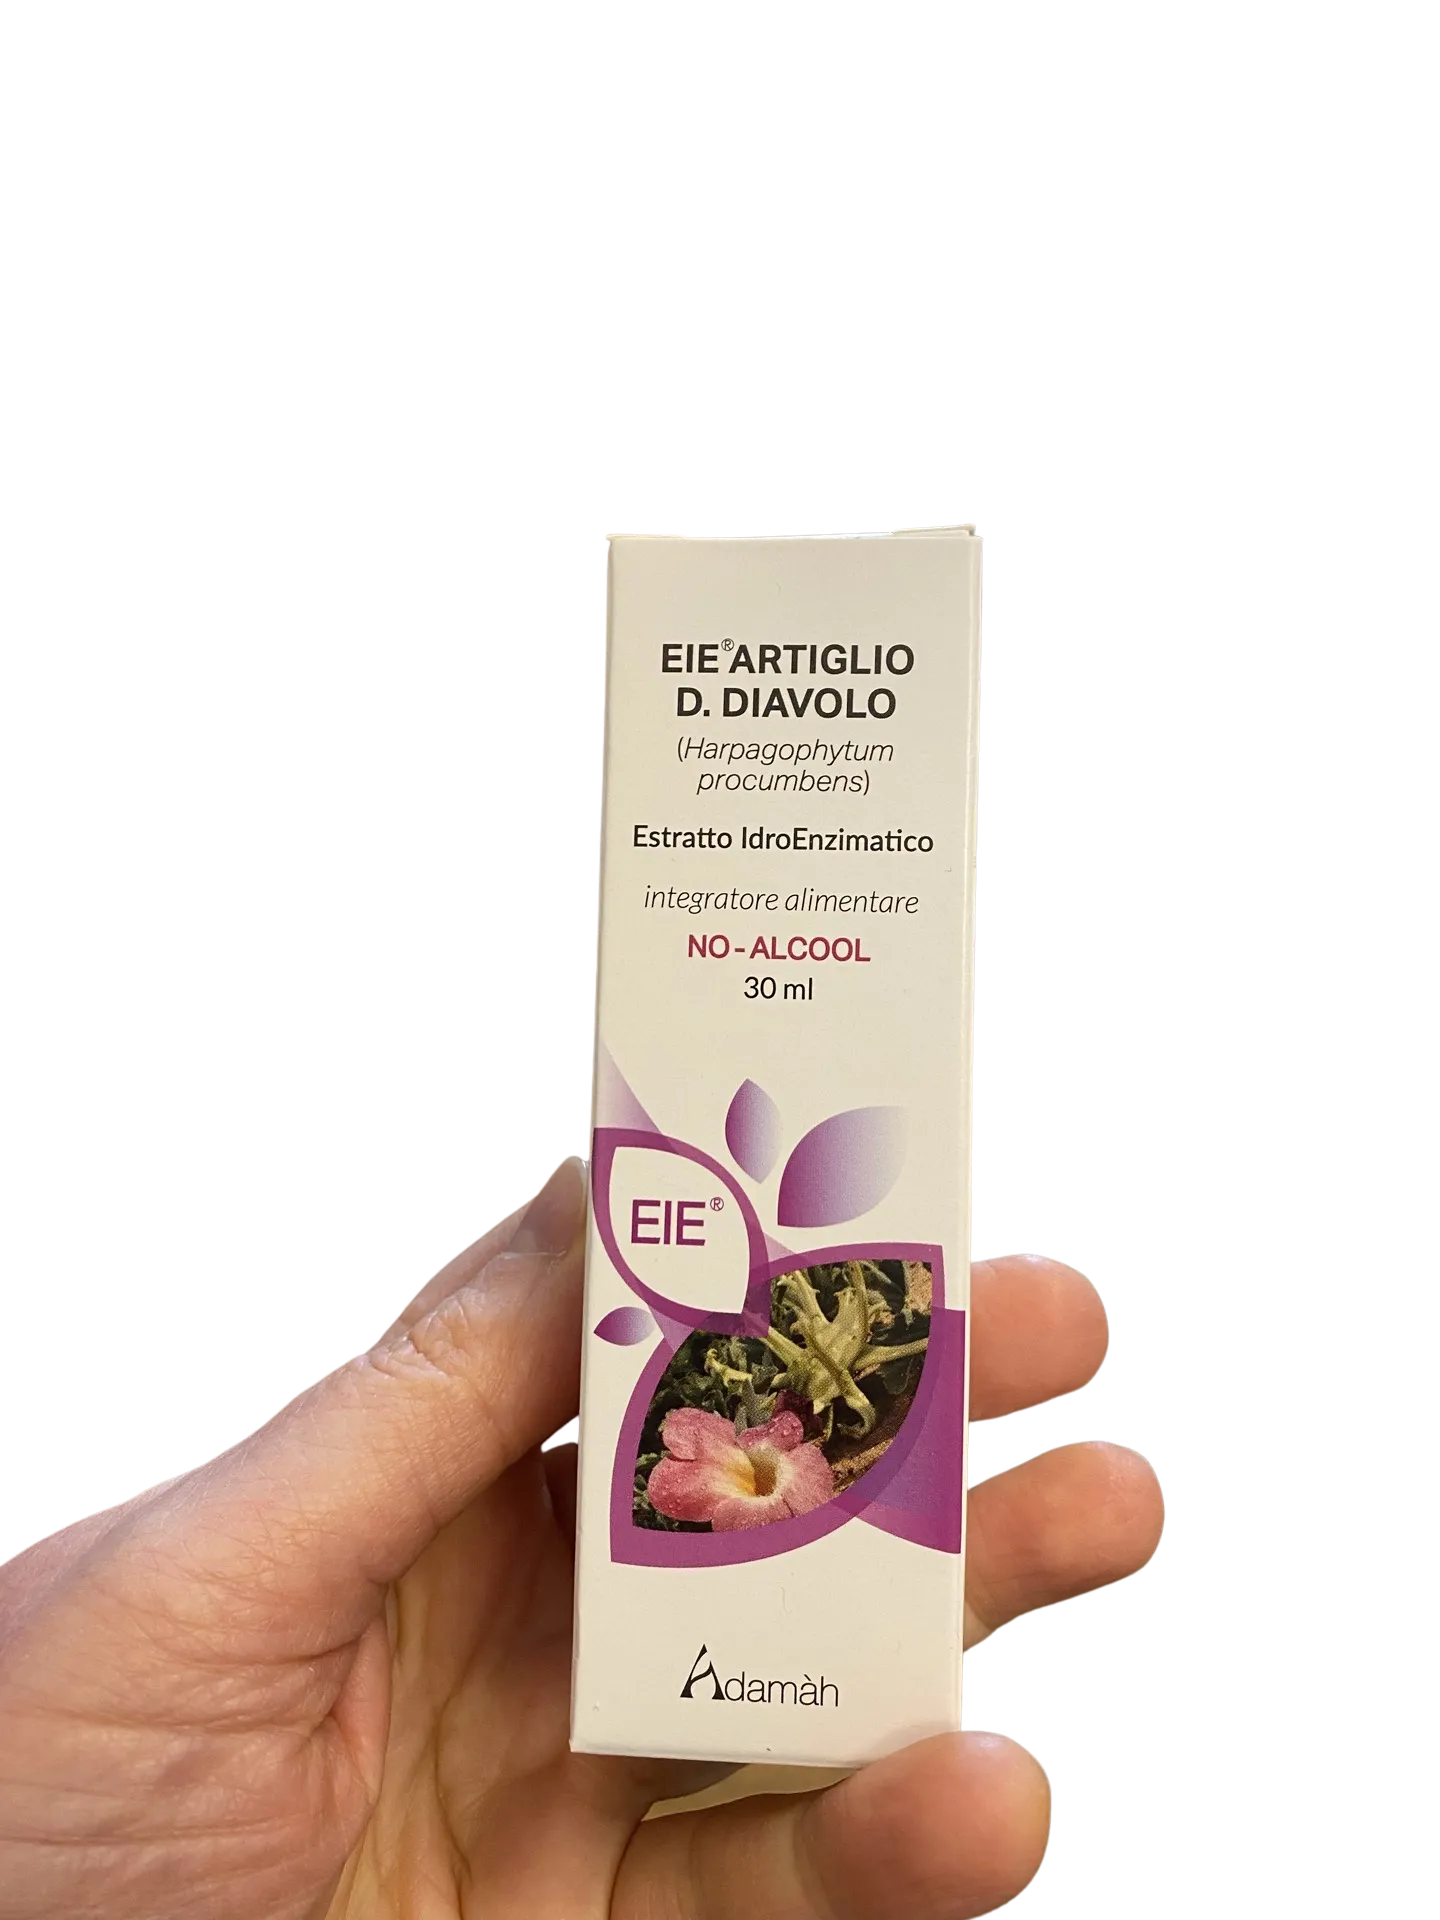 EIE® ARTIGLIO
D. DIAVOLO
(Harpagophytum
procumbens)
Estratto IdroEnzimatico
integratore alimentare
NO-ALCOOL
30 ml
EIE®
Adamàh